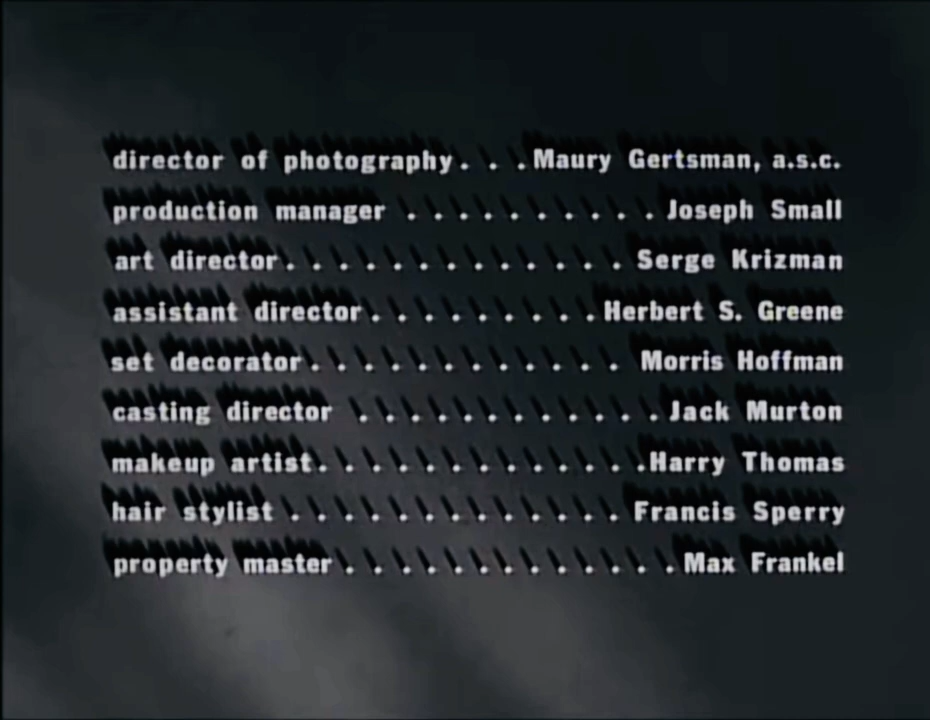 director of photography. . .Maury Gertsman, a.s.c.
production manager . . . . . . . . . .Joseph Small
art director. . . . . . . . . . . . . Serge Krizman
assistant director. . . . . . . . .Herbert S. Greene
set decorator. . . . . . . . . . . . Morris Hoffman
casting director . . . . . . . . . . . .Jack Murton
makeup artist. . . . . . . . . . . . .Harry Thomas
hair stylist . . . . . . . . . . . . . Francis Sperry
property master . . . . . . . . . . . . .Max Frankel